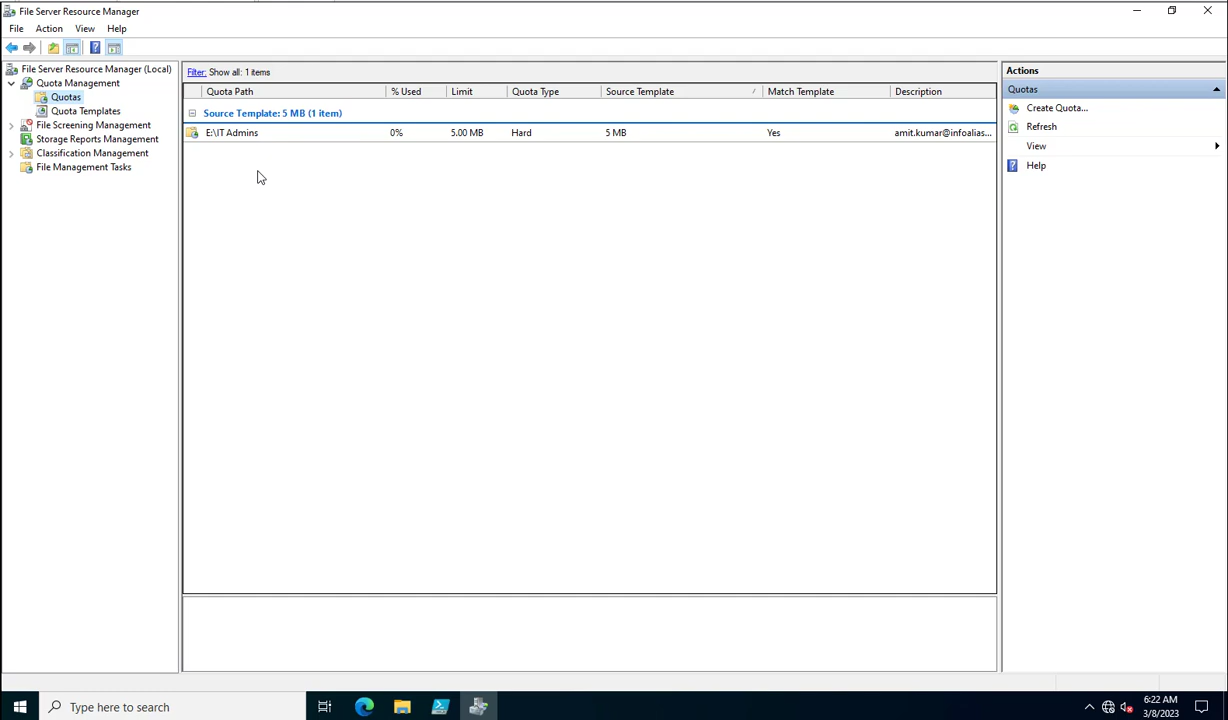 File Server Resource Manager
File Action View Help
File Server Resource Manager (Local)
Quota Management
Quotas
Quota Templates
File Screening Management
Storage Reports Management
Classification Management
File Management Tasks
Filter: Show all: 1 items
Quota Path % Used Limit Quota Type Source Template Match Template Description
Source Template: 5 MB (1 item)
E:\IT Admins 0% 5.00 MB Hard 5 MB Yes amit.kumar@infoalias...
Actions
Quotas
Create Quota...
Refresh
View
Help
Type here to search
6:22 AM
3/8/2023